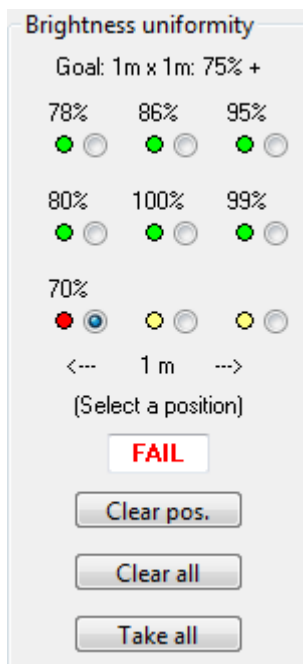 Brightness uniformity
Goal: 1m x 1m: 75% +
78% 86% 95%
80% 100% 99%
70%
<--- 1 m --->
(Select a position)
FAIL
Clear pos.
Clear all
Take all